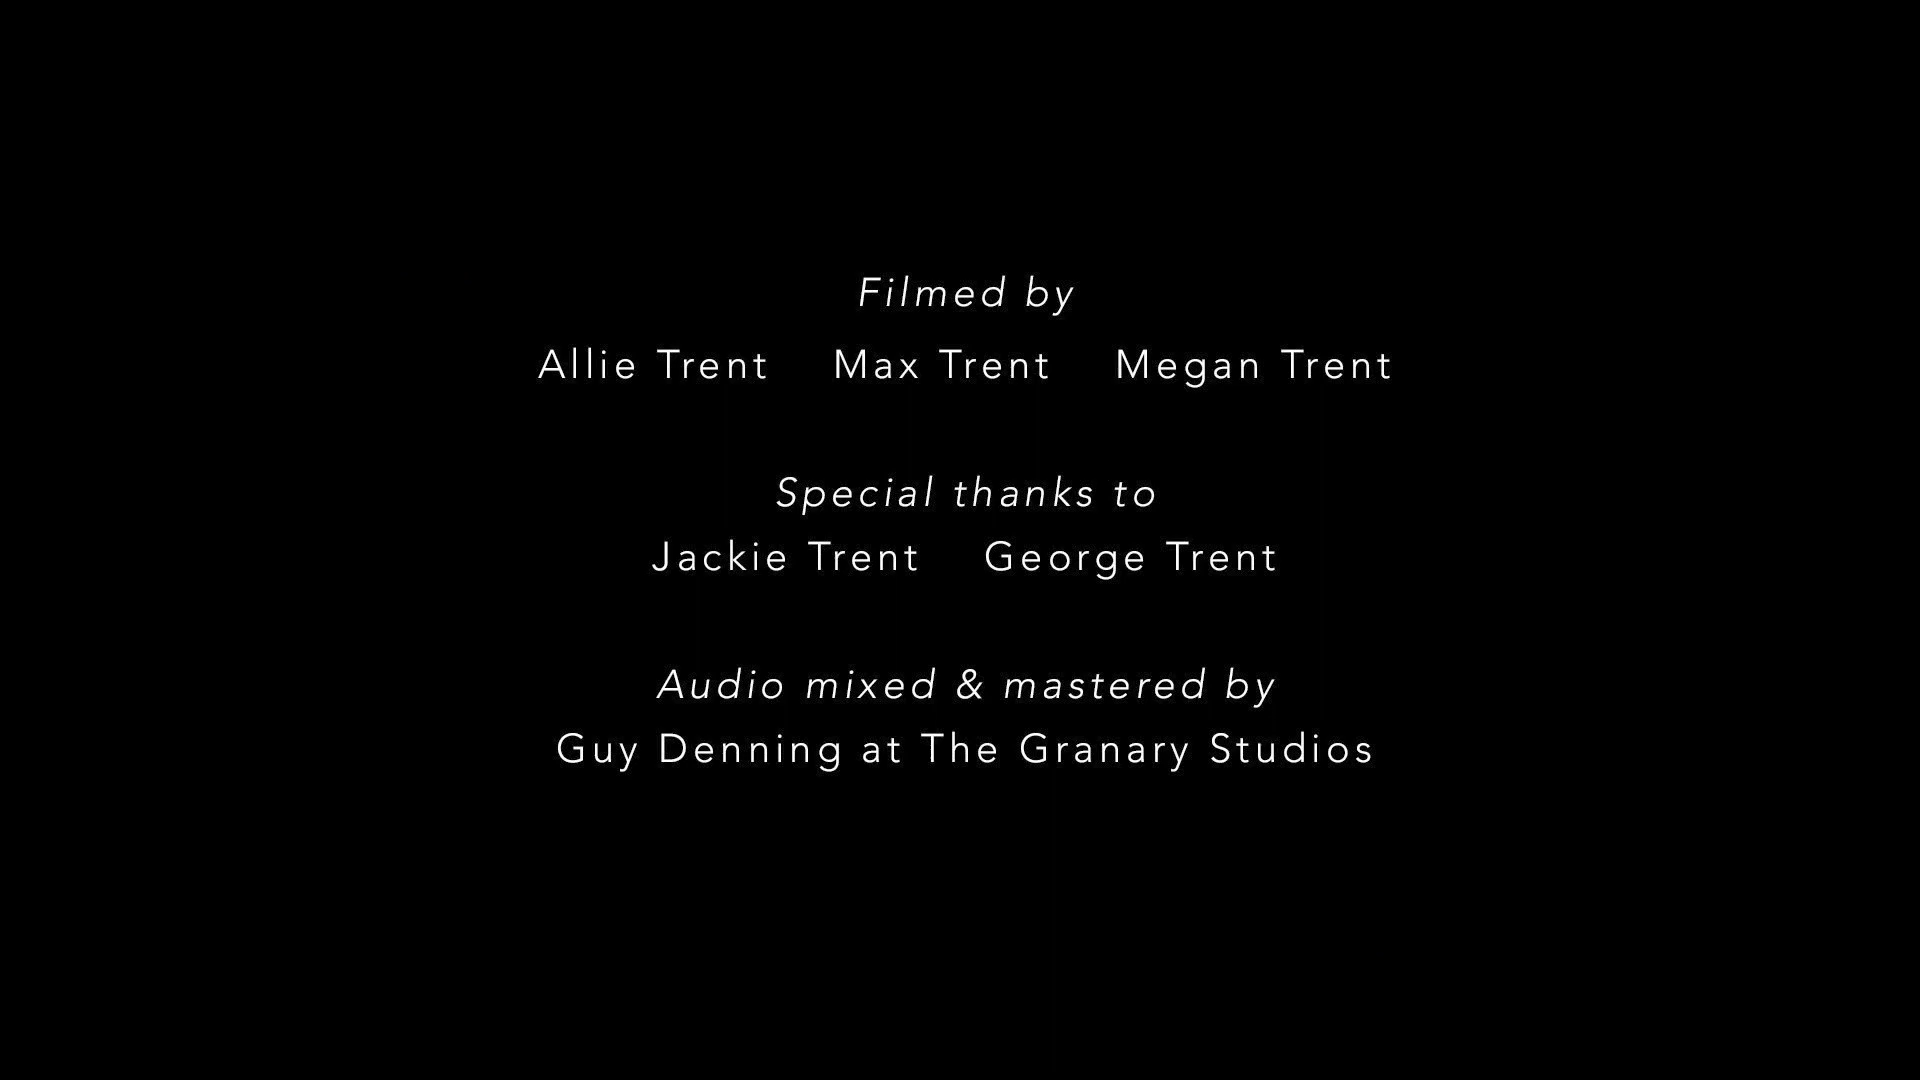 Filmed by
Allie Trent Max Trent Megan Trent
Special thanks to
Jackie Trent George Trent
Audio mixed & mastered by
Guy Denning at The Granary Studios